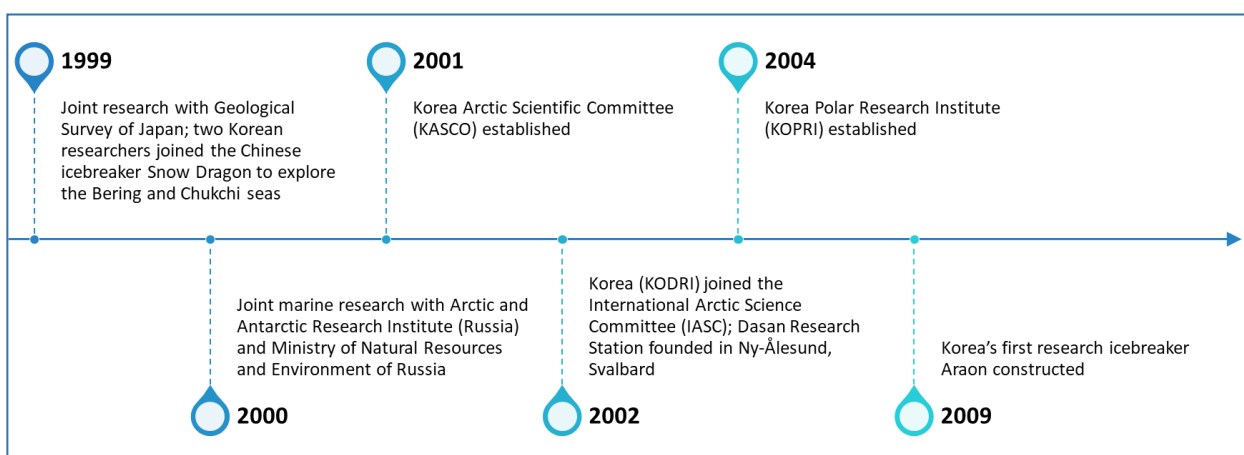 1999
Joint research with Geological
Survey of Japan; two Korean
researchers joined the Chinese
icebreaker Snow Dragon to explore
the Bering and Chukchi seas
2001
Korea Arctic Scientific Committee
(KASCO) established
2004
Korea Polar Research Institute
(KOPRI) established
Joint marine research with Arctic and
Antarctic Research Institute (Russia)
and Ministry of Natural Resources
and Environment of Russia
2000
Korea (KODRI) joined the
International Arctic Science
Committee (IASC); Dasan Research
Station founded in Ny-Ålesund,
Svalbard
2002
Korea’s first research icebreaker
Araon constructed
2009